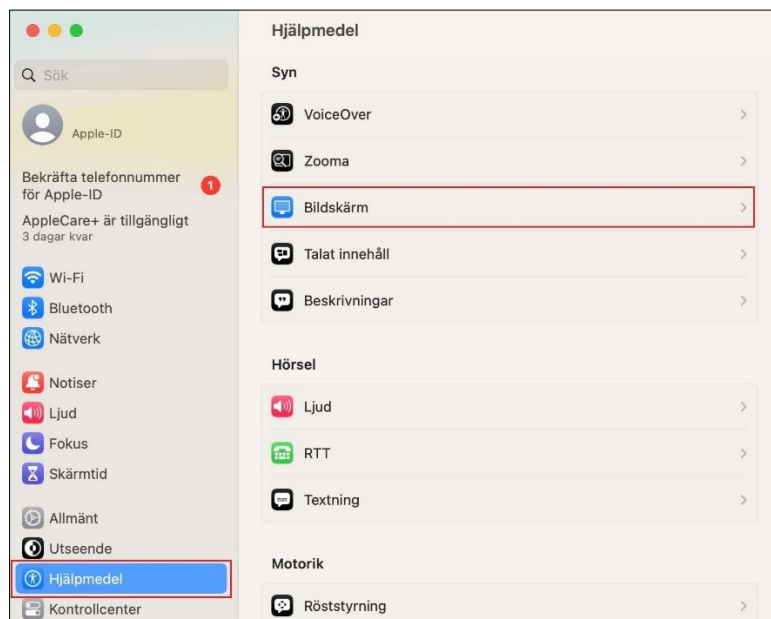 Sök
Apple-ID
Bekräfta telefonnummer
för Apple-ID
1
AppleCare+ är tillgängligt
3 dagar kvar
Wi-Fi
Bluetooth
Nätverk
Notiser
Ljud
Fokus
Skärmtid
Allmänt
Utseende
Hjälpmedel
Kontrollcenter
Hjälpmedel
Syn
VoiceOver
Zooma
Bildskärm
Talat innehåll
Beskrivningar
Hörsel
Ljud
RTT
Textning
Motorik
Röststyrning